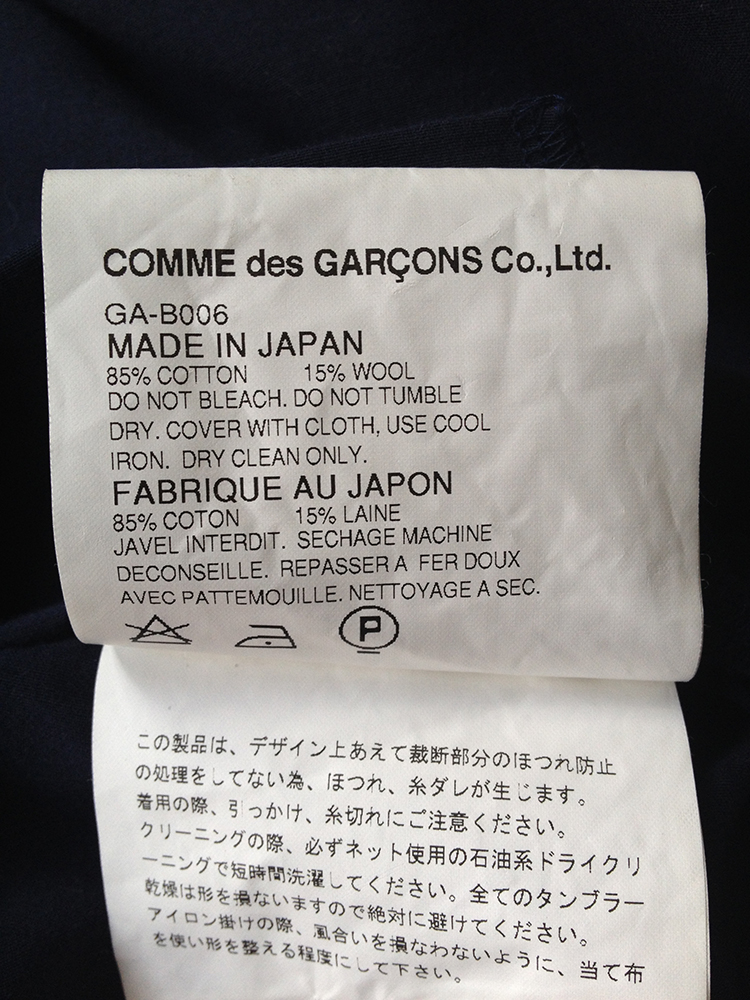 COMME des GARÇONS Co.,Ltd.
GA-B006
MADE IN JAPAN
85% COTTON 15% WOOL
DO NOT BLEACH. DO NOT TUMBLE
DRY. COVER WITH CLOTH, USE COOL
IRON. DRY CLEAN ONLY.
FABRIQUE AU JAPON
85% COTON 15% LAINE
JAVEL INTERDIT. SECHAGE MACHINE
DECONSEILLE. REPASSER A FER DOUX
AVEC PATTEMOUILLE. NETTOYAGE A SEC.
P
この製品は、デザイン上あえて裁断部分のほつれ防止
の処理をしてない為、ほつれ、糸ダレが生じます。
着用の際、引っかけ、糸切れにご注意ください。
クリーニングの際、必ずネット使用の石油系ドライクリ
ーニングで短時間洗濯してください。全てのタンブラー
乾燥は形を損ないますので絶対に避けてください。
アイロン掛けの際、風合いを損なわないように、当て布
を使い形を整える程度にして下さい。